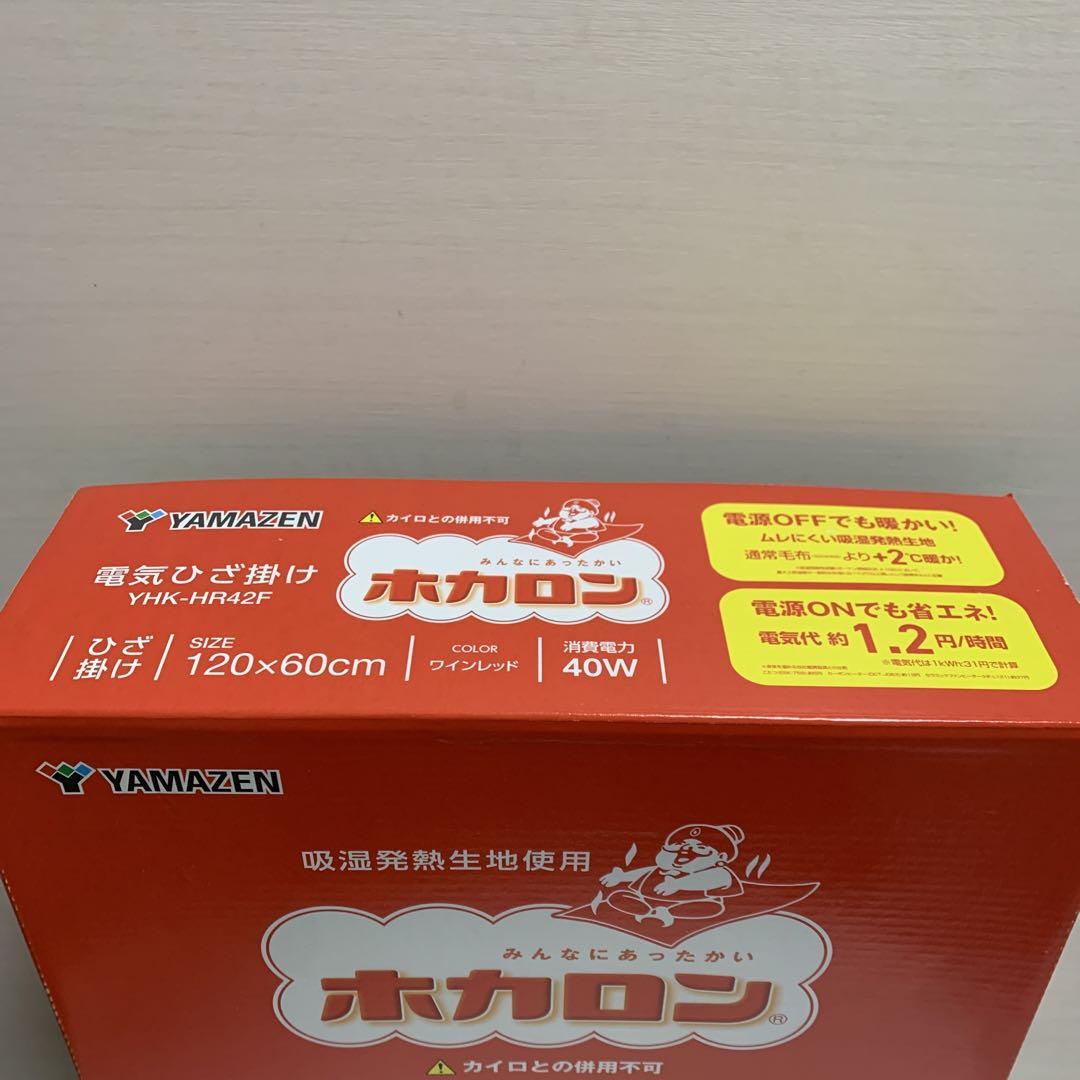 YAMAZEN
電気ひざ掛け
YHK-HR42F
ひざ掛け
SIZE
120×60cm
COLOR
ワインレッド
消費電力
40W
カイロとの併用不可
みんなにあったかい
ホカロン®
電源OFFでも暖かい!
ムレにくい吸湿発熱生地
通常毛布より+2℃暖か!
電源ONでも省エネ!
電気代 約1.2円/時間
※電気代は1kWh:31円で計算
YAMAZEN
吸湿発熱生地使用
みんなにあったかい
ホカロン®
カイロとの併用不可